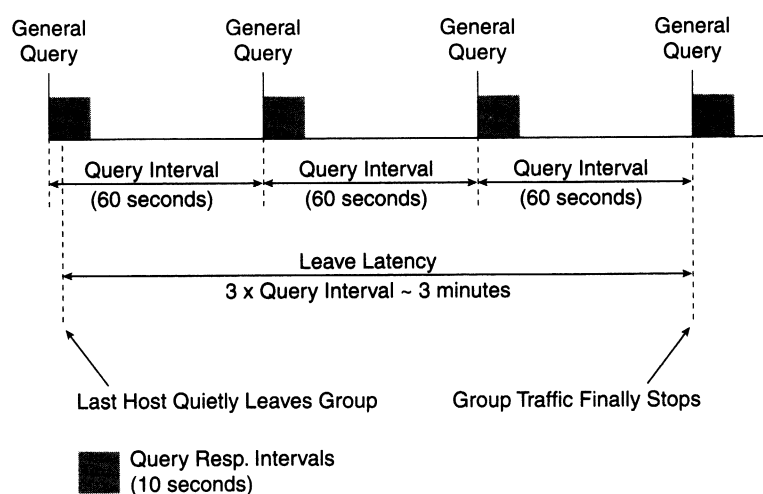 General
Query
General
Query
General
Query
General
Query
Query Interval
(60 seconds)
Query Interval
(60 seconds)
Query Interval
(60 seconds)
Leave Latency
3 x Query Interval ~ 3 minutes
Last Host Quietly Leaves Group
Group Traffic Finally Stops
Query Resp. Intervals
(10 seconds)